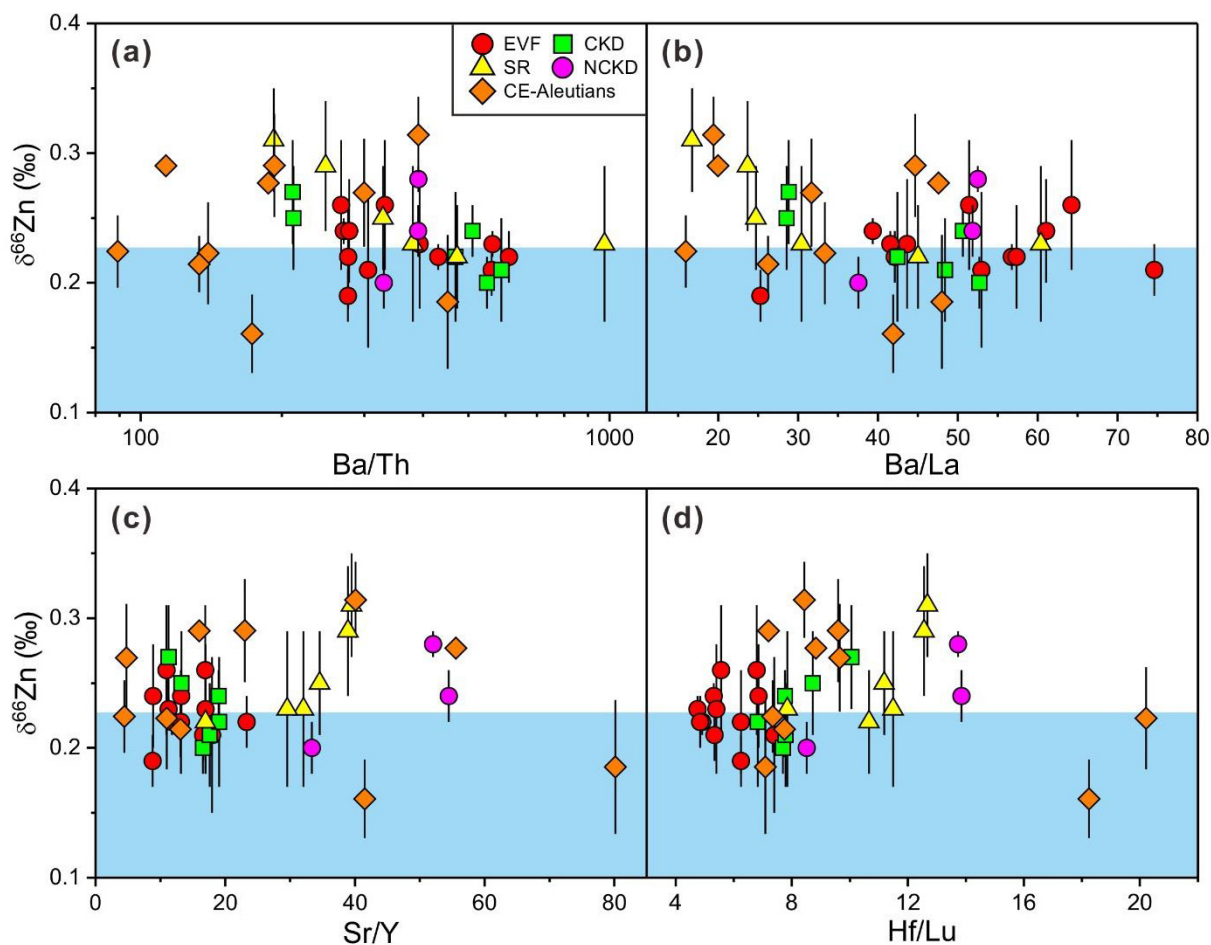 (a)
EVF CKD
SR NCKD
CE-Aleutians
(b)
δ⁶⁶Zn (‰)
0.4
0.3
0.2
0.1
100 1000
Ba/Th
20 30 40 50 60 70 80
Ba/La
(c)
(d)
δ⁶⁶Zn (‰)
0.4
0.3
0.2
0.1
0 20 40 60 80
Sr/Y
4 8 12 16 20
Hf/Lu